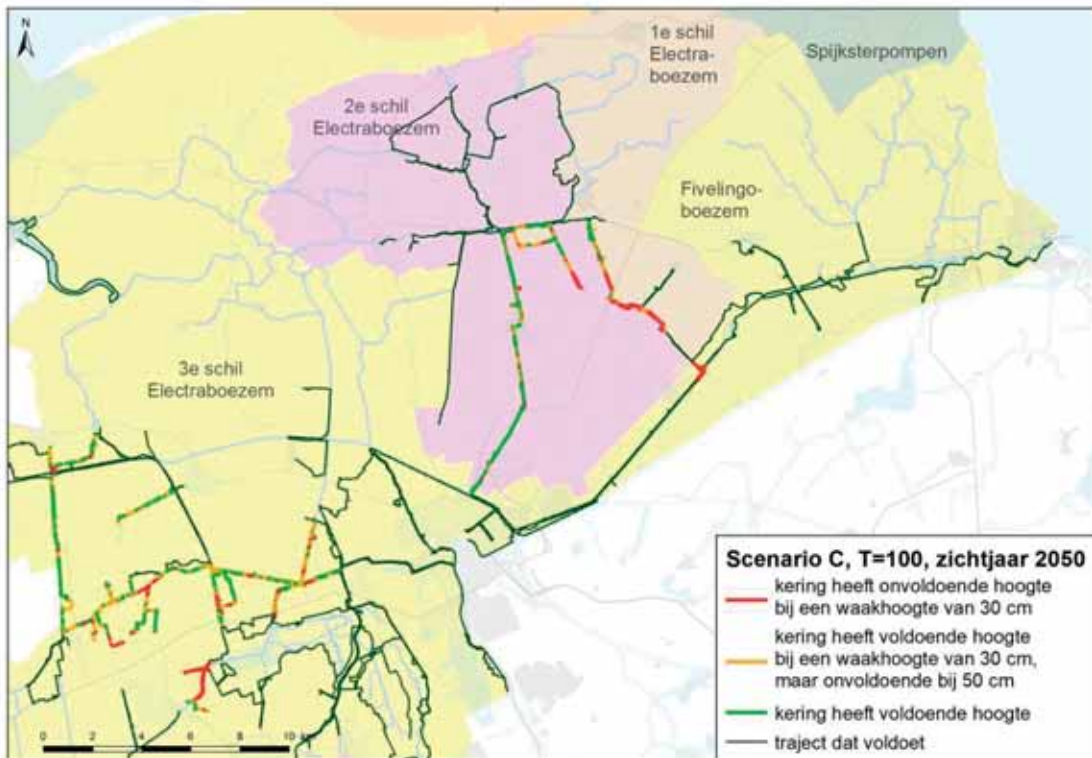 N
1e schil
Electra-
boezem
Spijksterpompen
2e schil
Electraboezem
Fivelingo-
boezem
3e schil
Electraboezem
Scenario C, T=100, zichtjaar 2050
kering heeft onvoldoende hoogte
bij een waakhoogte van 30 cm
kering heeft voldoende hoogte
bij een waakhoogte van 30 cm,
maar onvoldoende bij 50 cm
kering heeft voldoende hoogte
traject dat voldoet
0 2 4 6 8 10